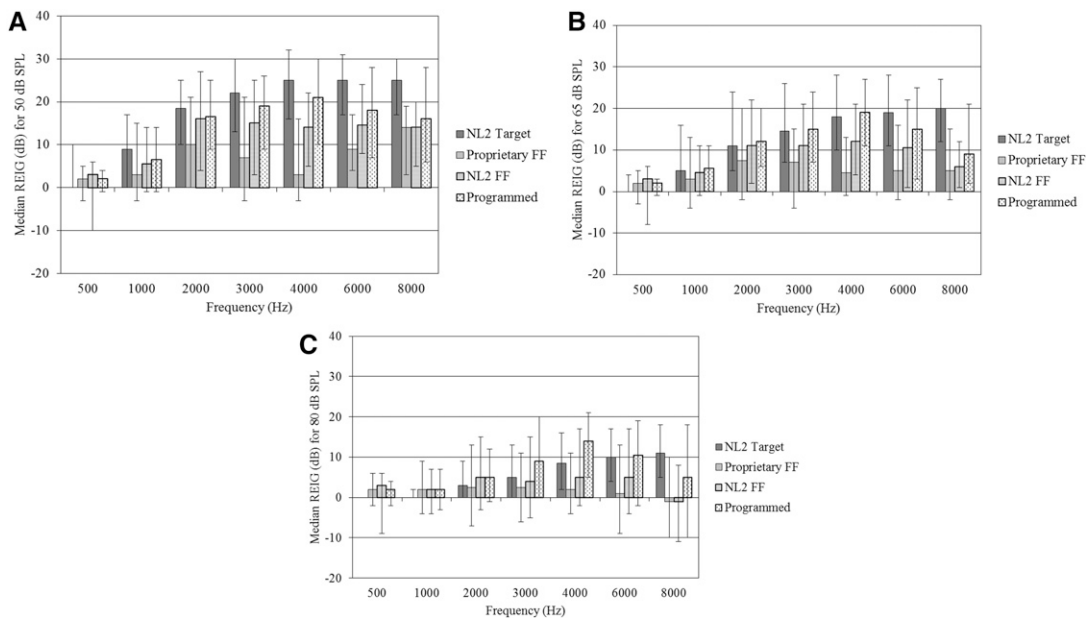 A
Median REIG (dB) for 50 dB SPL
40
30
20
10
0
-10
-20
500 1000 2000 3000 4000 6000 8000
Frequency (Hz)
NL2 Target
Proprietary FF
NL2 FF
Programmed
B
Median REIG (dB) for 65 dB SPL
40
30
20
10
0
-10
-20
500 1000 2000 3000 4000 6000 8000
Frequency (Hz)
NL2 Target
Proprietary FF
NL2 FF
Programmed
C
Median REIG (dB) for 80 dB SPL
40
30
20
10
0
-10
-20
500 1000 2000 3000 4000 6000 8000
Frequency (Hz)
NL2 Target
Proprietary FF
NL2 FF
Programmed